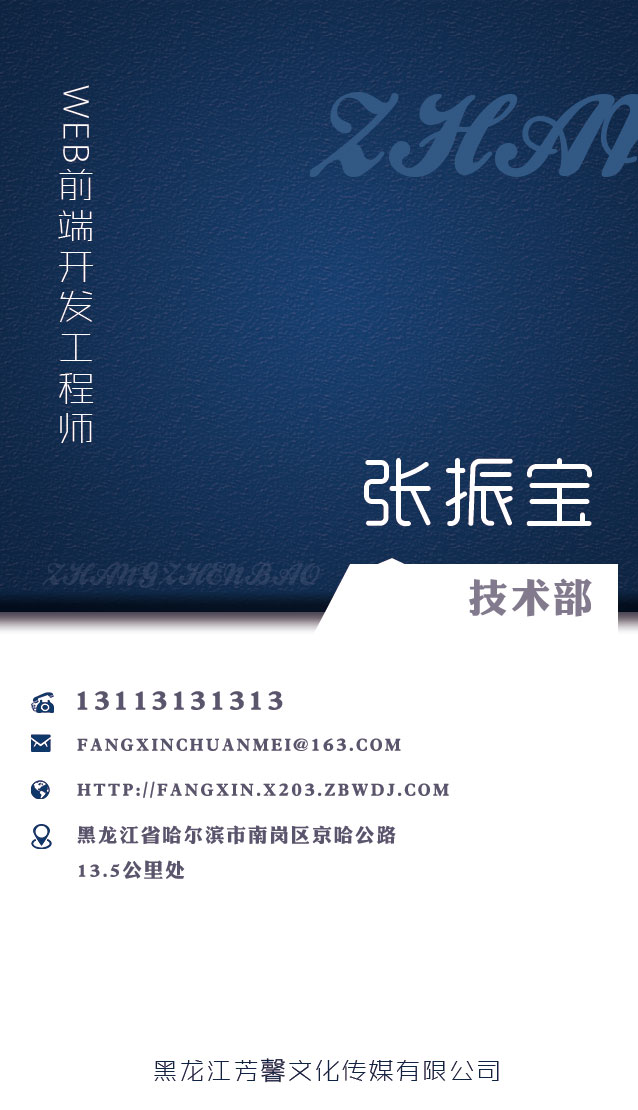 ZHAN
WEB前端开发工程师
张振宝
ZHANGZHENBAO
技术部
13113131313
FANGXINCHUANMEI@163.COM
HTTP://FANGXIN.X203.ZBWDJ.COM
黑龙江省哈尔滨市南岗区京哈公路
13.5公里处
黑龙江芳馨文化传媒有限公司